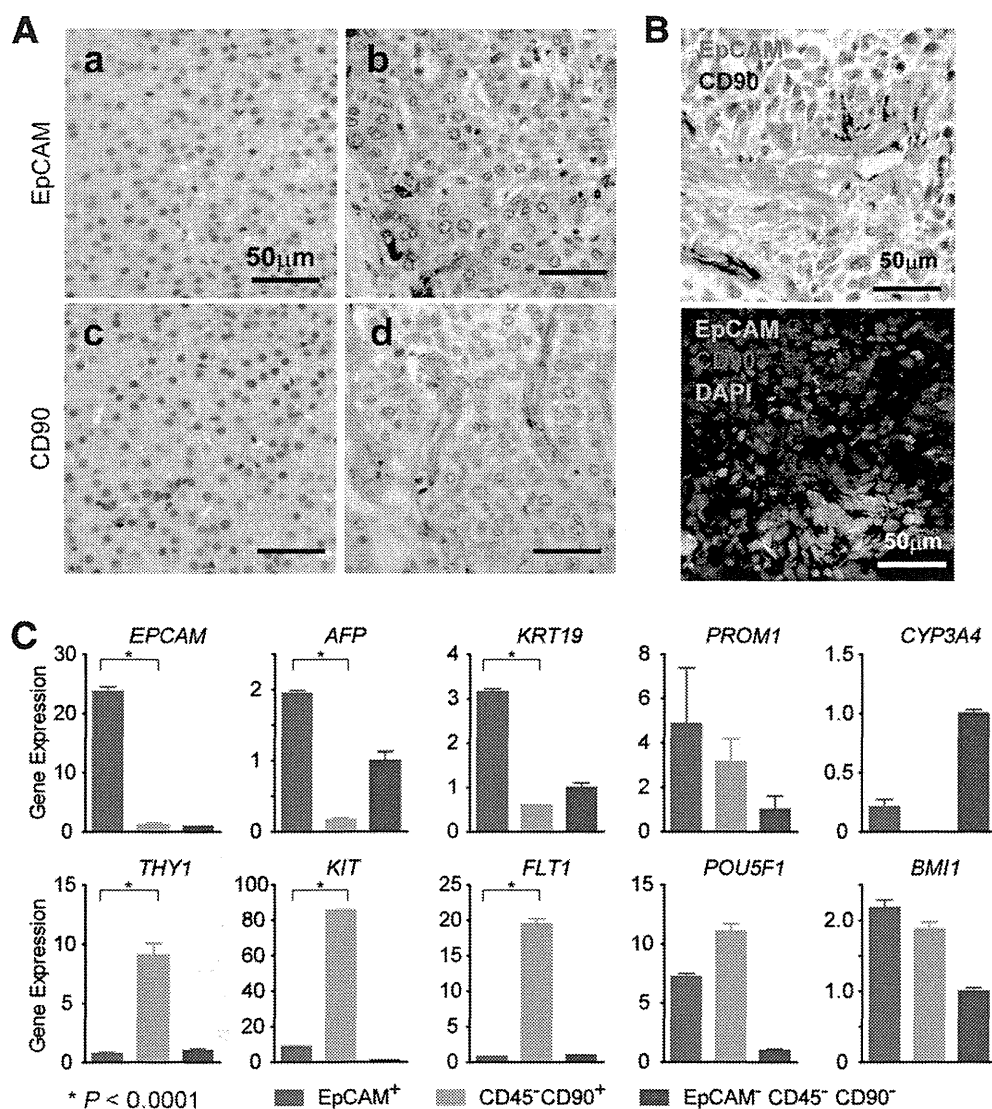 A
B
a
b
EpCAM
50µm
c
d
CD90
EpCAM
CD90
50µm
EpCAM
CD90
DAPI
50µm
C
EPCAM
AFP
KRT19
PROM1
CYP3A4
Gene Expression
30
20
10
0
*
2
1
0
*
4
3
2
1
0
*
8
6
4
2
0
1.5
1.0
0.5
0
THY1
KIT
FLT1
POU5F1
BMI1
Gene Expression
15
10
5
0
*
100
80
60
40
20
0
*
25
20
15
10
5
0
*
15
10
5
0
2.0
1.0
0
* P < 0.0001
EpCAM⁺
CD45⁻CD90⁺
EpCAM⁻ CD45⁻ CD90⁻